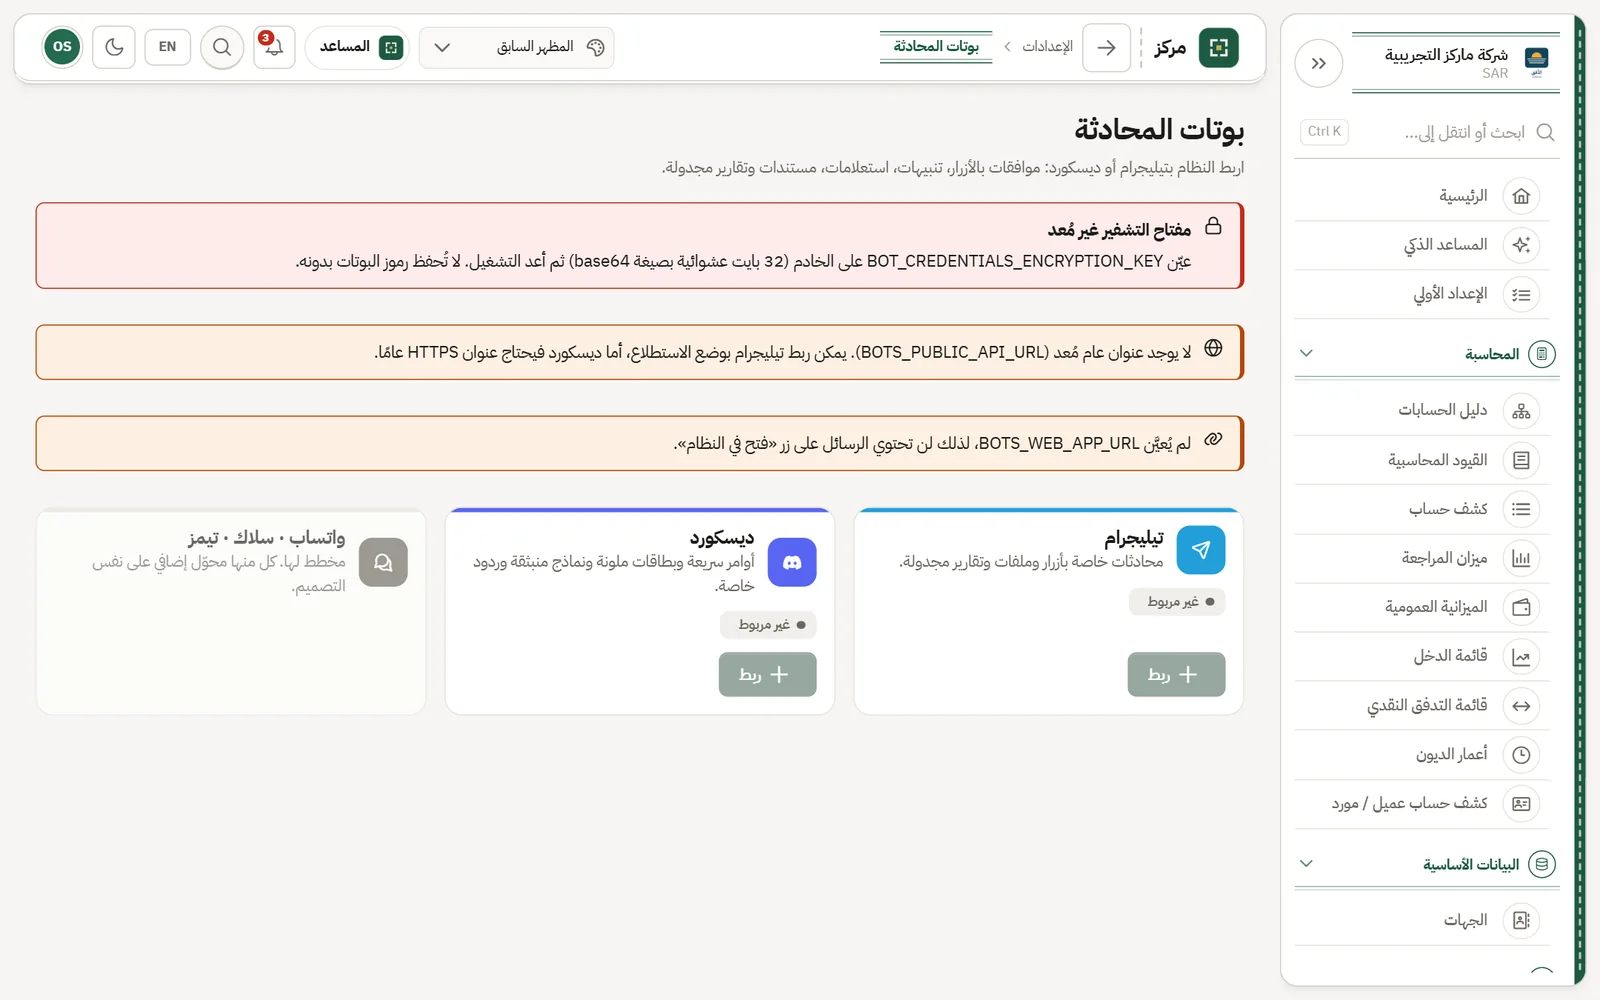 شركة ماركز التجريبية
SAR
ابحث أو انتقل إلى...
Ctrl K
الرئيسية
المساعد الذكي
الإعداد الأولي
المحاسبة
دليل الحسابات
القيود المحاسبية
كشف حساب
ميزان المراجعة
الميزانية العمومية
قائمة الدخل
قائمة التدفق النقدي
أعمار الديون
كشف حساب عميل / مورد
البيانات الأساسية
الجهات
مركز
الإعدادات
بوتات المحادثة
المظهر السابق
المساعد
3
EN
OS
بوتات المحادثة
اربط النظام بتيليجرام أو ديسكورد: موافقات بالأزرار، تنبيهات، استعلامات، مستندات وتقارير مجدولة.
مفتاح التشفير غير مُعد
عيّن BOT_CREDENTIALS_ENCRYPTION_KEY على الخادم (32 بايت عشوائية بصيغة base64) ثم أعد التشغيل. لا تُحفظ رموز البوتات بدونه.
لا يوجد عنوان عام مُعد (BOTS_PUBLIC_API_URL). يمكن ربط تيليجرام بوضع الاستطلاع، أما ديسكورد فيحتاج عنوان HTTPS عامًا.
لم يُعيَّن BOTS_WEB_APP_URL، لذلك لن تحتوي الرسائل على زر «فتح في النظام».
تيليجرام
محادثات خاصة بأزرار وملفات وتقارير مجدولة.
غير مربوط
ربط
ديسكورد
أوامر سريعة وبطاقات ملونة ونماذج منبثقة وردود
خاصة.
غير مربوط
ربط
واتساب · سلاك · تيمز
مخطط لها. كل منها محوّل إضافي على نفس
التصميم.